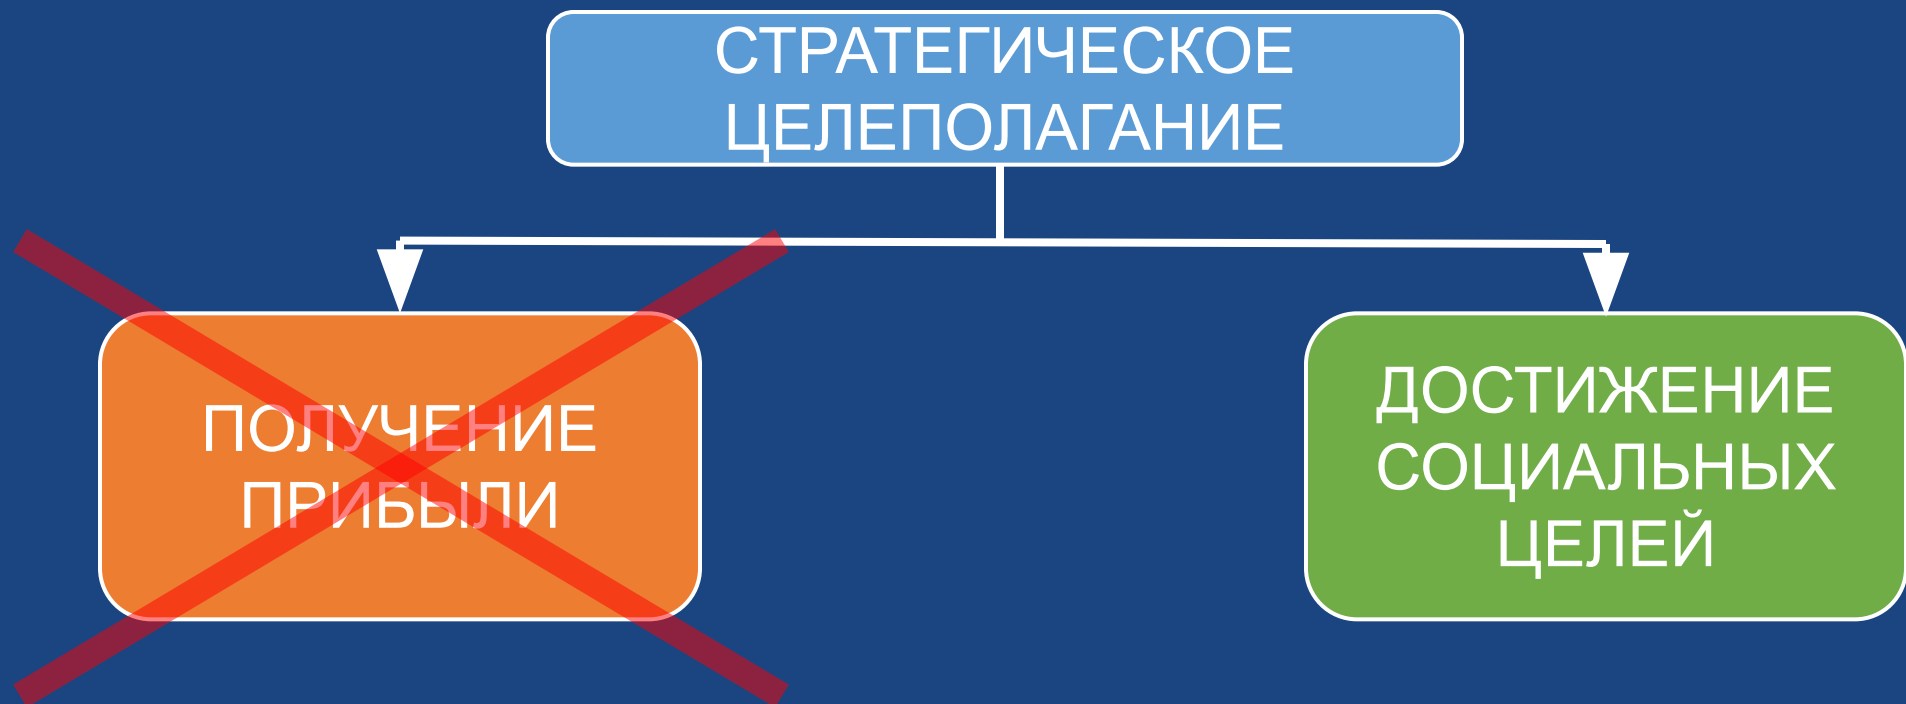 СТРАТЕГИЧЕСКОЕ
ЦЕЛЕПОЛАГАНИЕ
ПОЛУЧЕНИЕ
ПРИБЫЛИ
ДОСТИЖЕНИЕ
СОЦИАЛЬНЫХ
ЦЕЛЕЙ